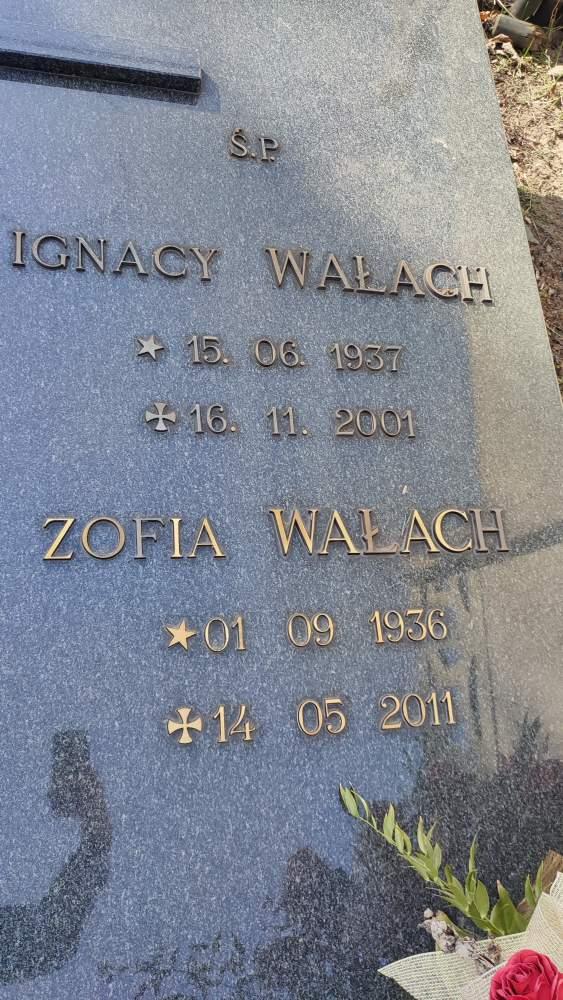 Ś.P.
IGNACY WAŁACH
15. 06. 1937
16. 11. 2001
ZOFIA WAŁACH
01 09 1936
14 05 2011